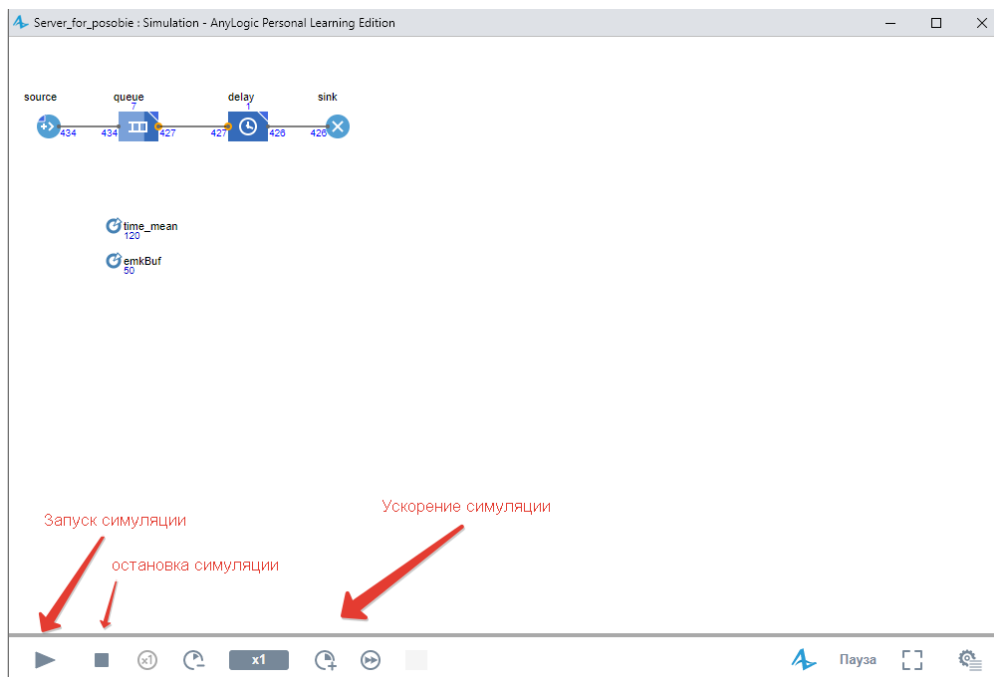 Server_for_posobie : Simulation - AnyLogic Personal Learning Edition
source queue delay sink
7 1
434 434 427 427 426 426
time_mean
120
emkBuf
50
Ускорение симуляции
Запуск симуляции
остановка симуляции
x1 x1 Пауза